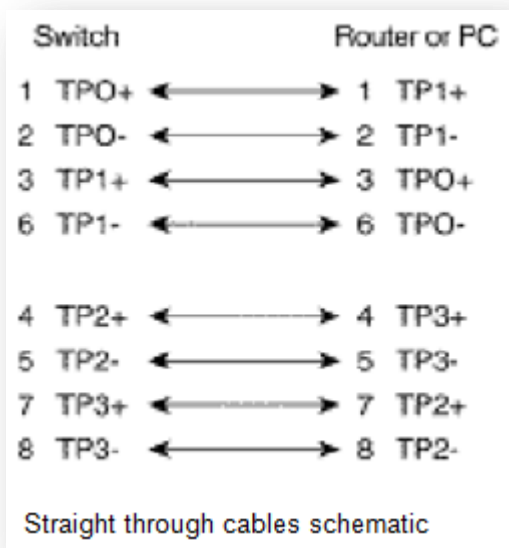 Switch Router or PC
1 TPO+ 1 TP1+
2 TPO- 2 TP1-
3 TP1+ 3 TPO+
6 TP1- 6 TPO-
4 TP2+ 4 TP3+
5 TP2- 5 TP3-
7 TP3+ 7 TP2+
8 TP3- 8 TP2-
Straight through cables schematic